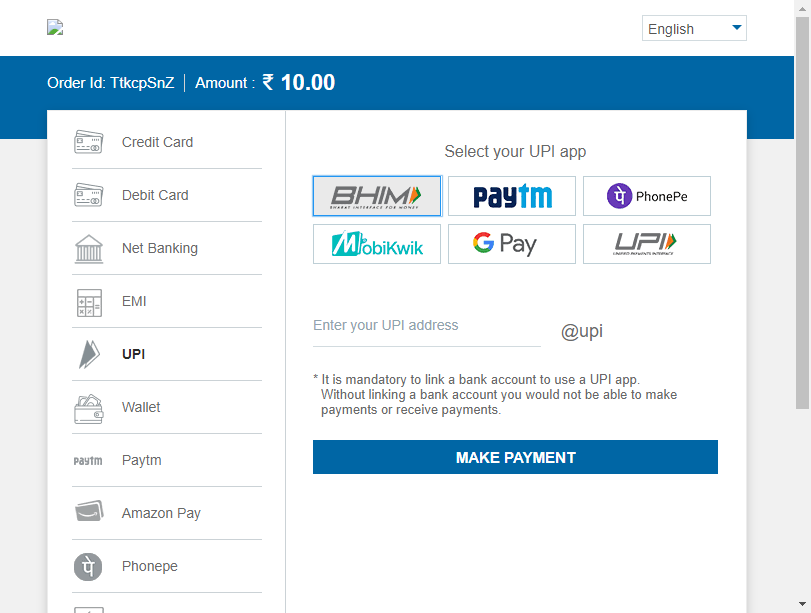 English
Order Id: TtkcpSnZ | Amount : ₹ 10.00
Credit Card
Debit Card
Net Banking
EMI
UPI
Wallet
Paytm
Paytm
Amazon Pay
Phonepe
Select your UPI app
BHIM
BHARAT INTERFACE FOR MONEY
Paytm
PhonePe
MobiKwik
G Pay
UPI
UNIFIED PAYMENTS INTERFACE
Enter your UPI address
@upi
* It is mandatory to link a bank account to use a UPI app.
Without linking a bank account you would not be able to make
payments or receive payments.
MAKE PAYMENT